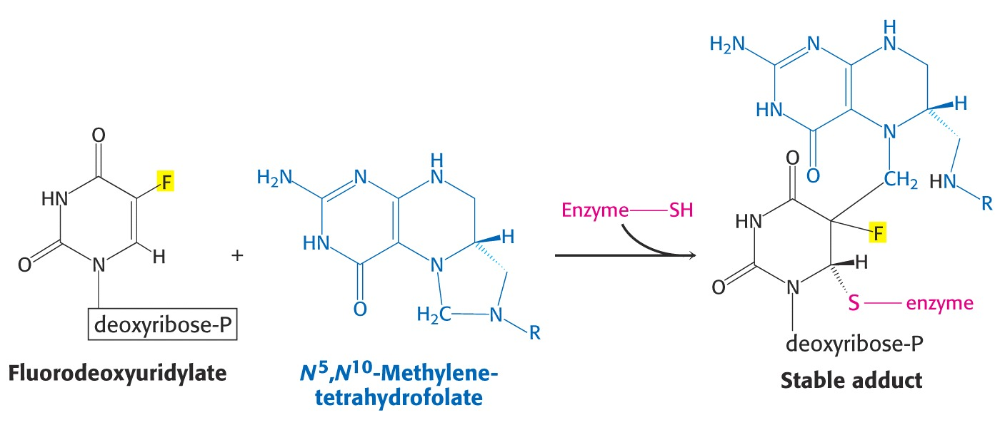 O
F
HN
O
N
H
deoxyribose-P
Fluorodeoxyuridylate
+
H
H₂N
N
N
HN
H
N
O
H₂C
N
R
N⁵,N¹⁰-Methylene-
tetrahydrofolate
Enzyme—SH
H
H₂N
N
N
HN
H
N
O
CH₂
HN
R
O
HN
F
H
O
N
S—enzyme
deoxyribose-P
Stable adduct